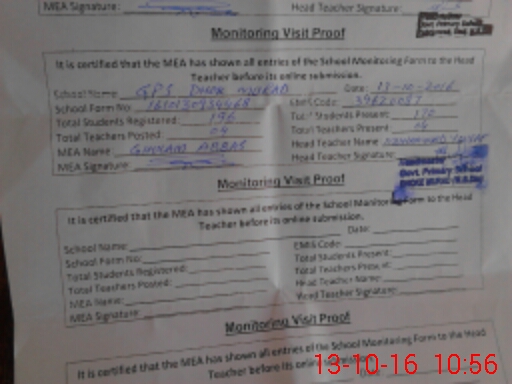 MEA Signature: Head Teacher Signature:
Monitoring Visit Proof
It is certified that the MEA has shown all entries of the School Monitoring Form to the Head
Teacher before its online submission.
School Name GPS Date: 13-10-2016
School Form No EMIS Code:
Total Students Registered: 196 Total Students Present:
Total Teachers Posted: 04 Total Teachers Present 04
MEA Name: GHULAM ABBAS Head Teacher Name
MEA Signature: Head Teacher Signature:
Govt. Primary School
Monitoring Visit Proof
It is certified that the MEA has shown all entries of the School Monitoring Form to the Head
Teacher before its online submission.
School Name: Date:
School Form No: EMIS Code:
Total Students Registered: Total Students Present:
Total Teachers Posted: Total Teachers Present:
MEA Name: Head Teacher Name:
MEA Signature: Head Teacher Signature:
Monitoring Visit Proof
It is certified that the MEA has shown all entries of the School Monitoring Form to the Head
Teacher before its online
13-10-16 10:56